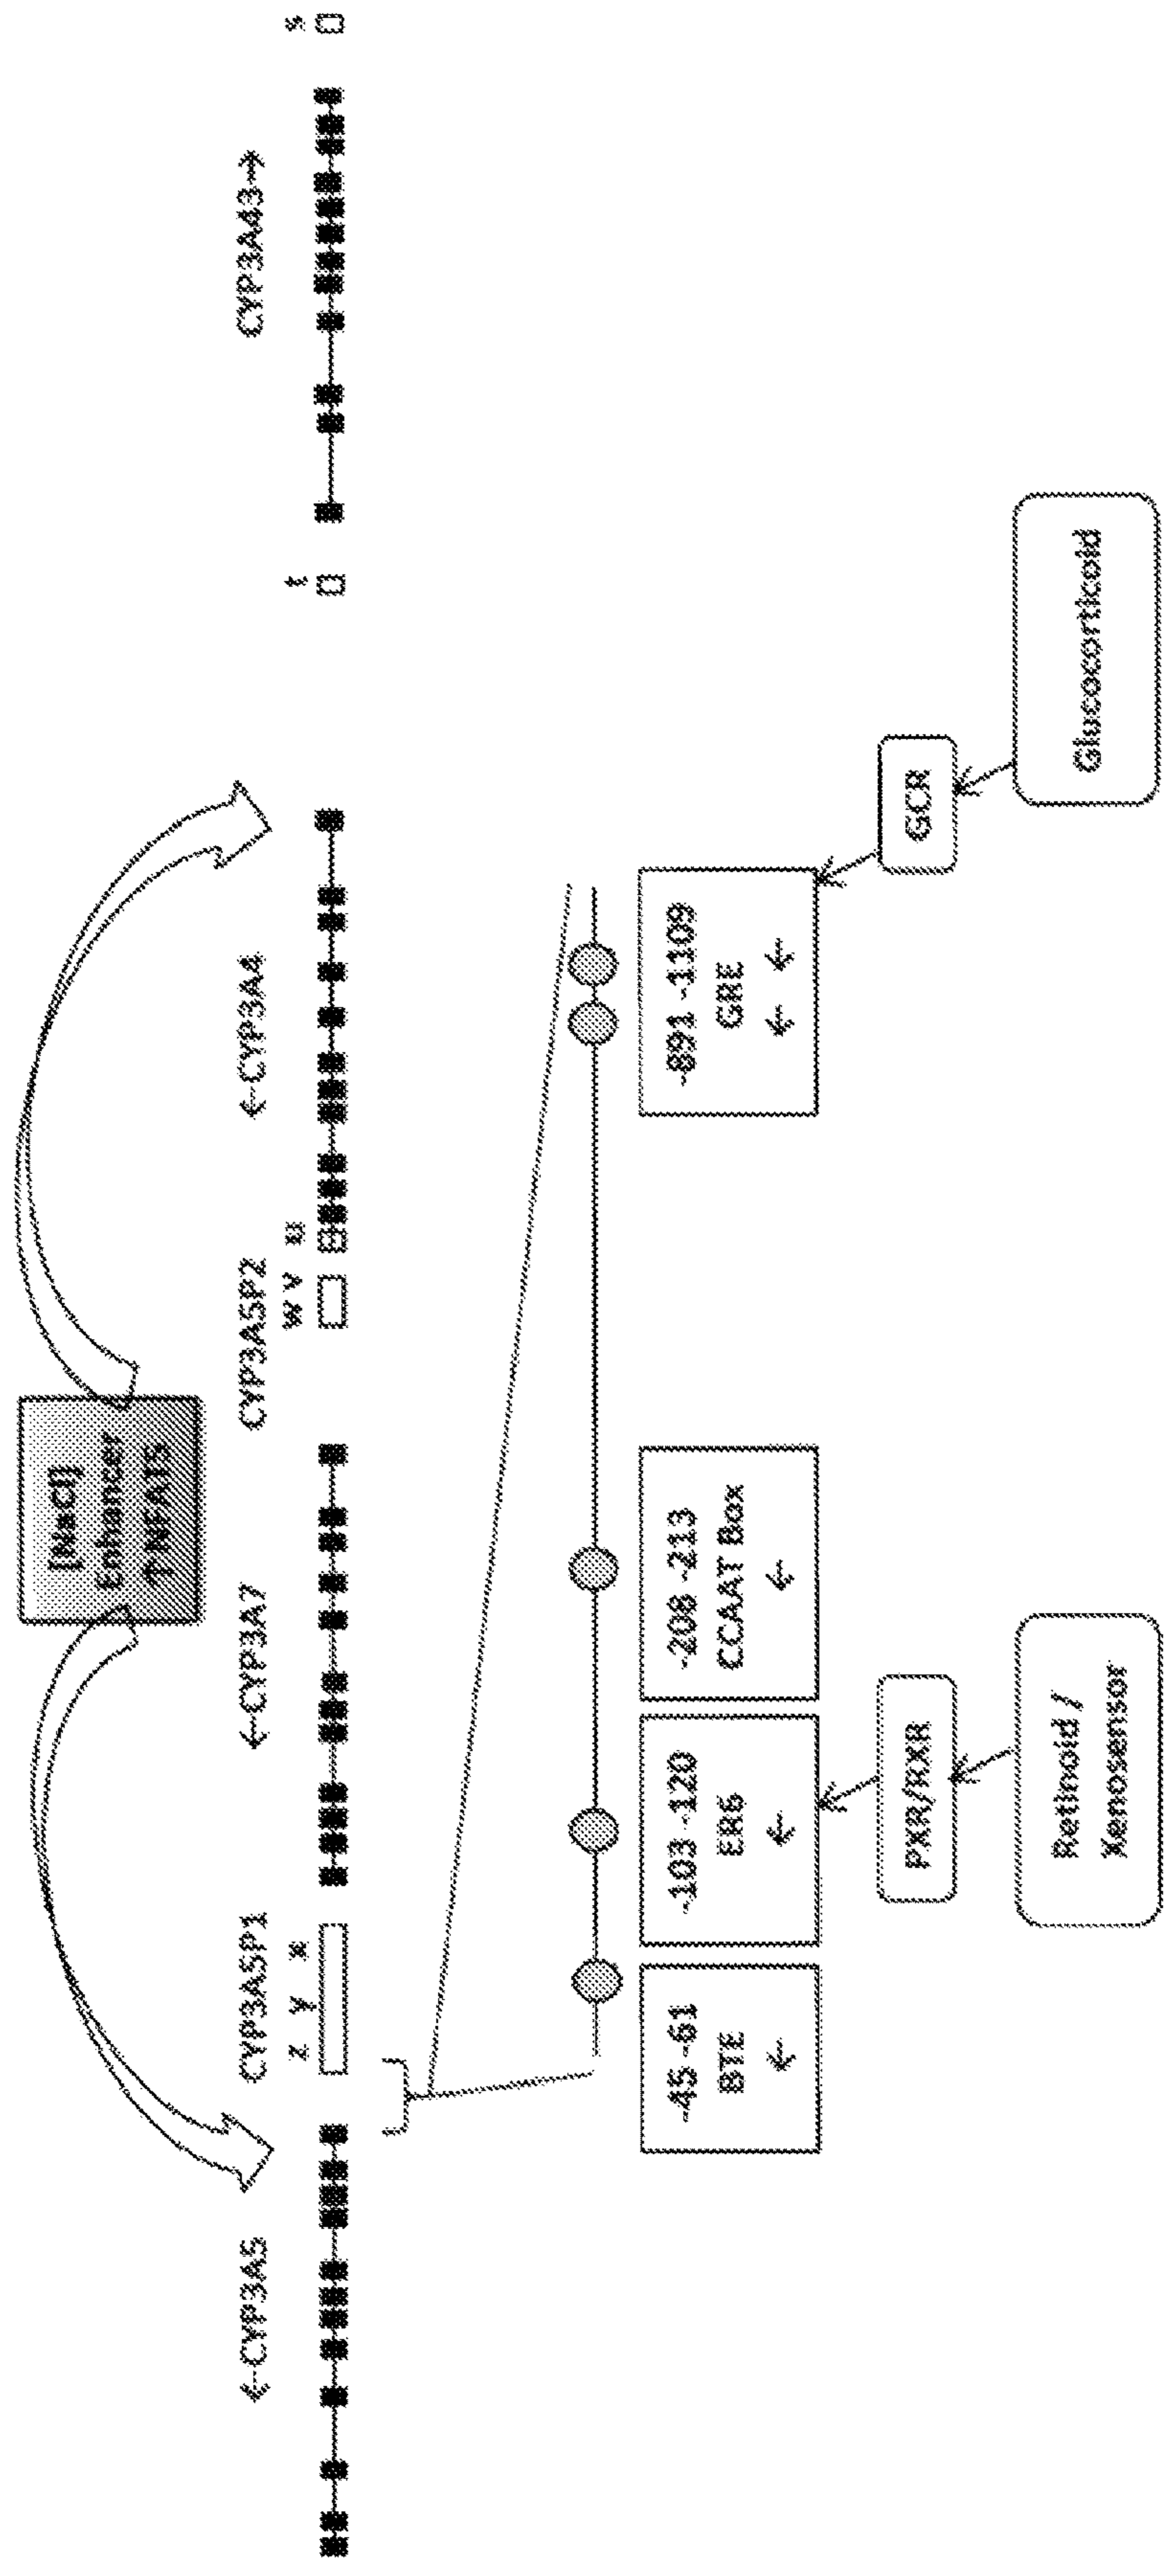 [NaCl]
Enhancer
↑NFAT5
←CYP3A5
CYP3A5P1
←CYP3A7
CYP3A5P2
←CYP3A4
CYP3A43→
z y x
w v
u
t
s
-45 -61
BTE
←
-103 -120
ER6
←
-208 -213
CCAAT Box
←
-891 -1109
GRE
← ←
PXR/RXR
GCR
Retinoid /
Xenosensor
Glucocorticoid